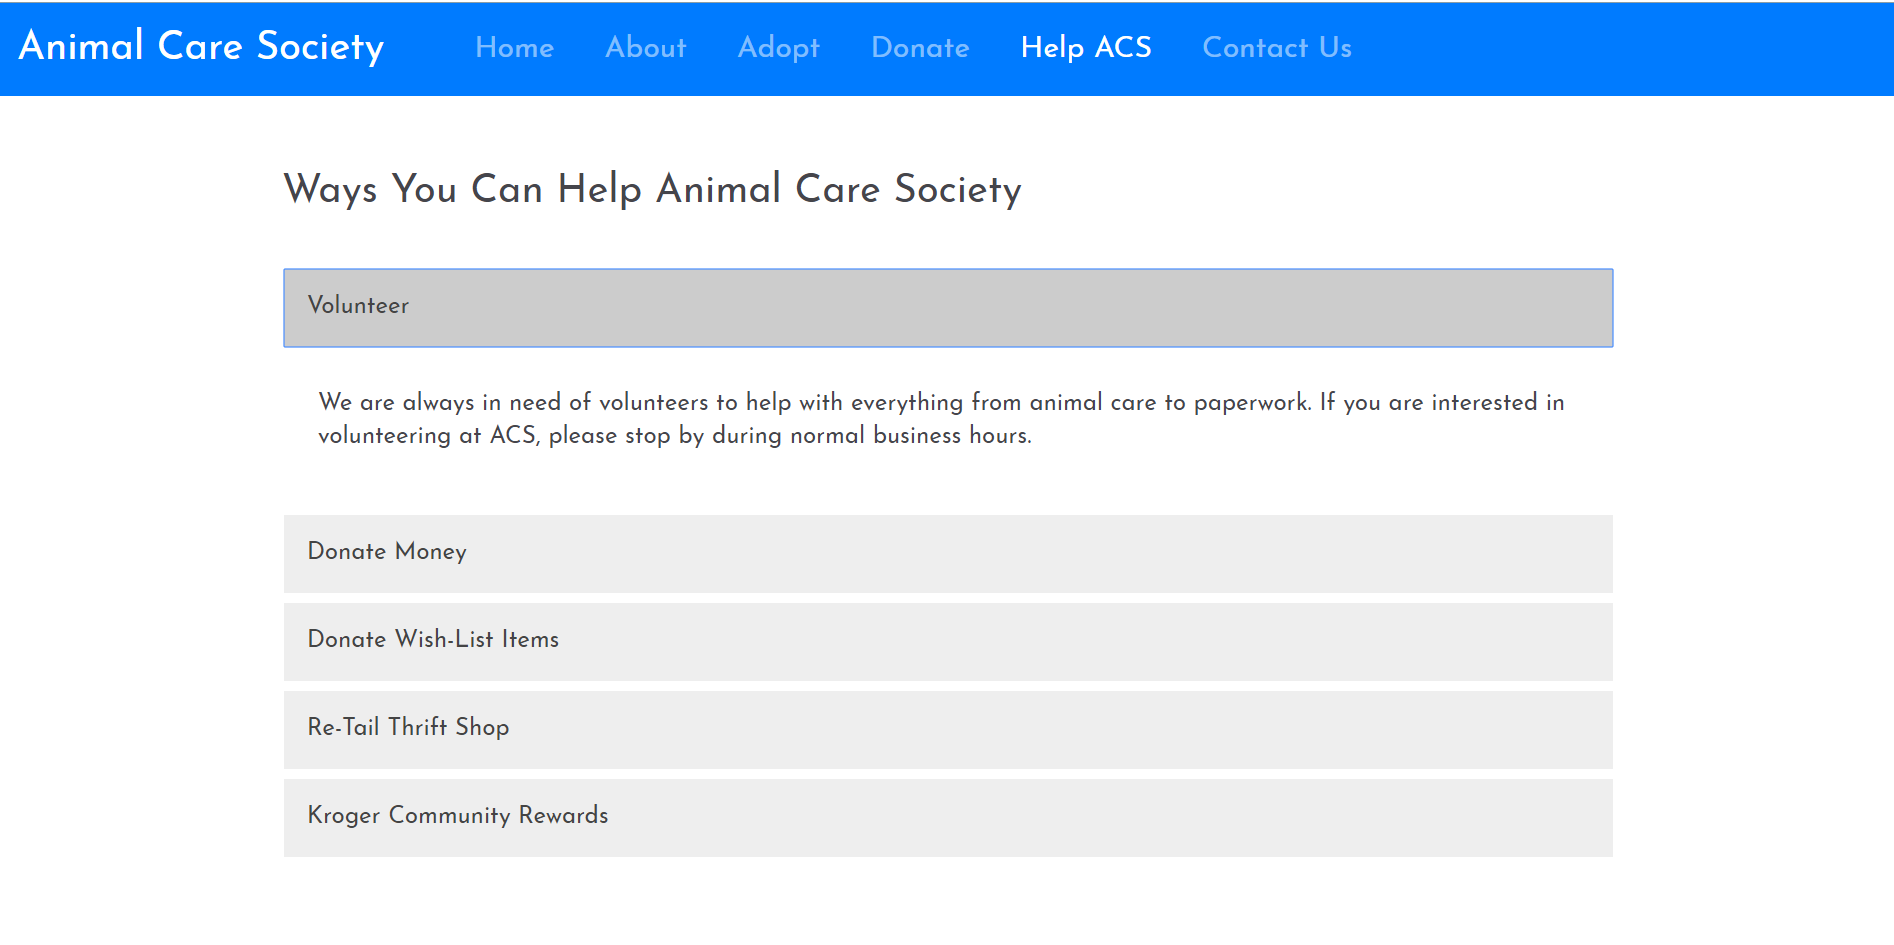 Animal Care Society Home About Adopt Donate Help ACS Contact Us
Ways You Can Help Animal Care Society
Volunteer
We are always in need of volunteers to help with everything from animal care to paperwork. If you are interested in
volunteering at ACS, please stop by during normal business hours.
Donate Money
Donate Wish-List Items
Re-Tail Thrift Shop
Kroger Community Rewards